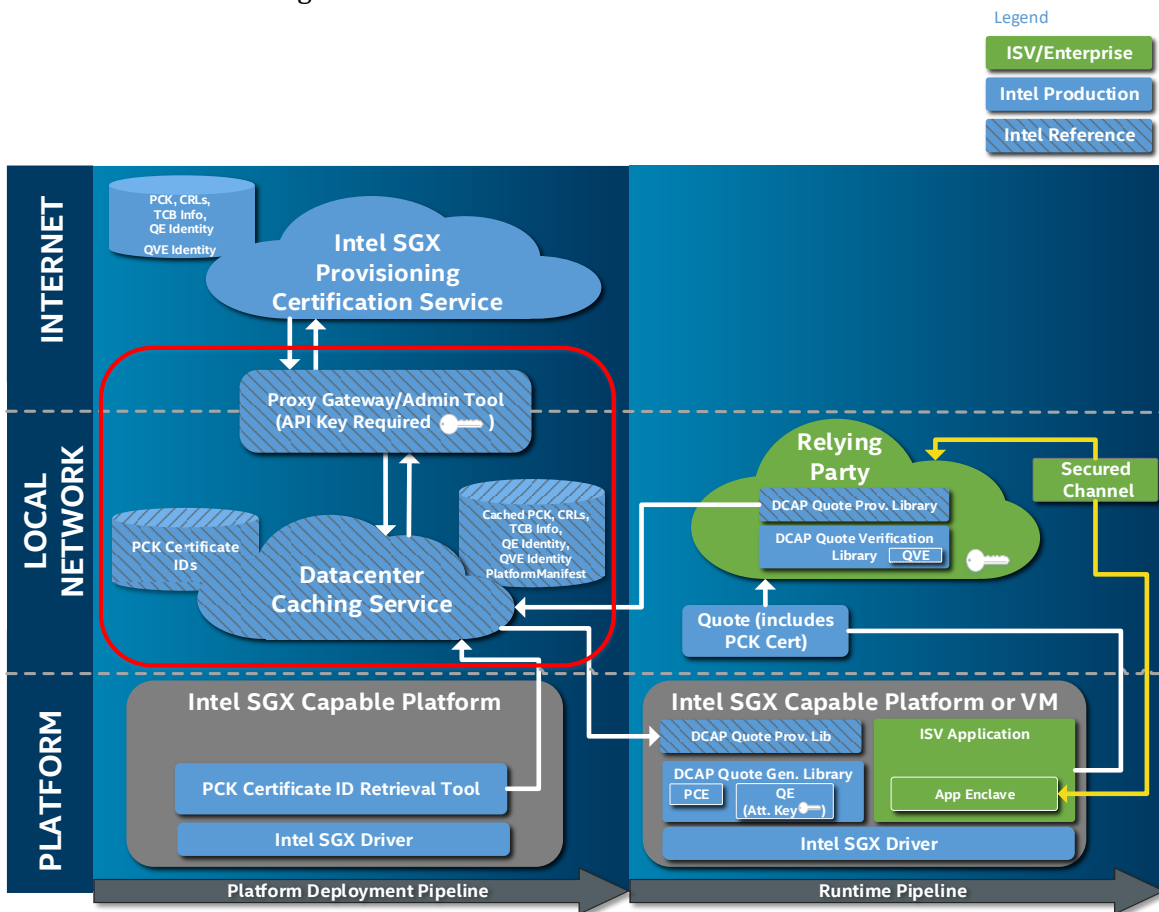 Legend
ISV/Enterprise
Intel Production
Intel Reference
INTERNET
PCK, CRLs,
TCB Info,
QE Identity
QVE Identity
Intel SGX
Provisioning
Certification Service
Proxy Gateway/Admin Tool
(API Key Required )
LOCAL
NETWORK
PCK Certificate
IDs
Cached PCK, CRLs,
TCB Info,
QE Identity,
QVE Identity
PlatformManifest
Datacenter
Caching Service
Relying
Party
DCAP Quote Prov. Library
DCAP Quote Verification
Library
QVE
Secured
Channel
Quote (includes
PCK Cert)
PLATFORM
Intel SGX Capable Platform
PCK Certificate ID Retrieval Tool
Intel SGX Driver
Intel SGX Capable Platform or VM
DCAP Quote Prov. Lib
DCAP Quote Gen. Library
PCE
QE
(Att. Key )
ISV Application
App Enclave
Intel SGX Driver
Platform Deployment Pipeline
Runtime Pipeline